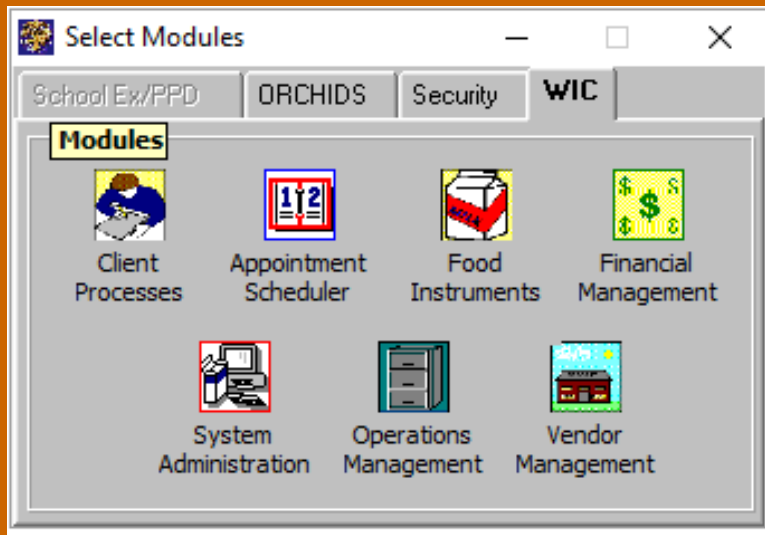 Select Modules
School Ex/PPD ORCHIDS Security WIC
Modules
Client Processes
Appointment Scheduler
Food Instruments
Financial Management
System Administration
Operations Management
Vendor Management